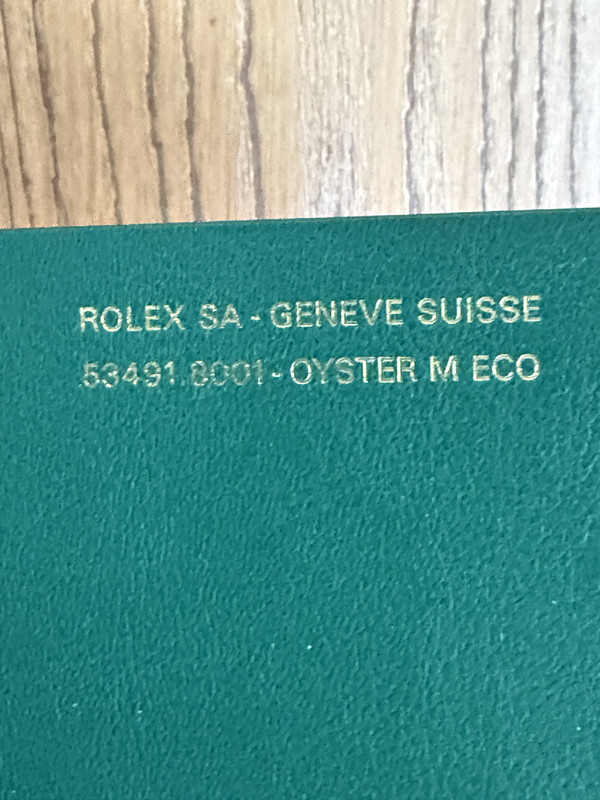 ROLEX SA - GENEVE SUISSE
53491.8001 - OYSTER M ECO